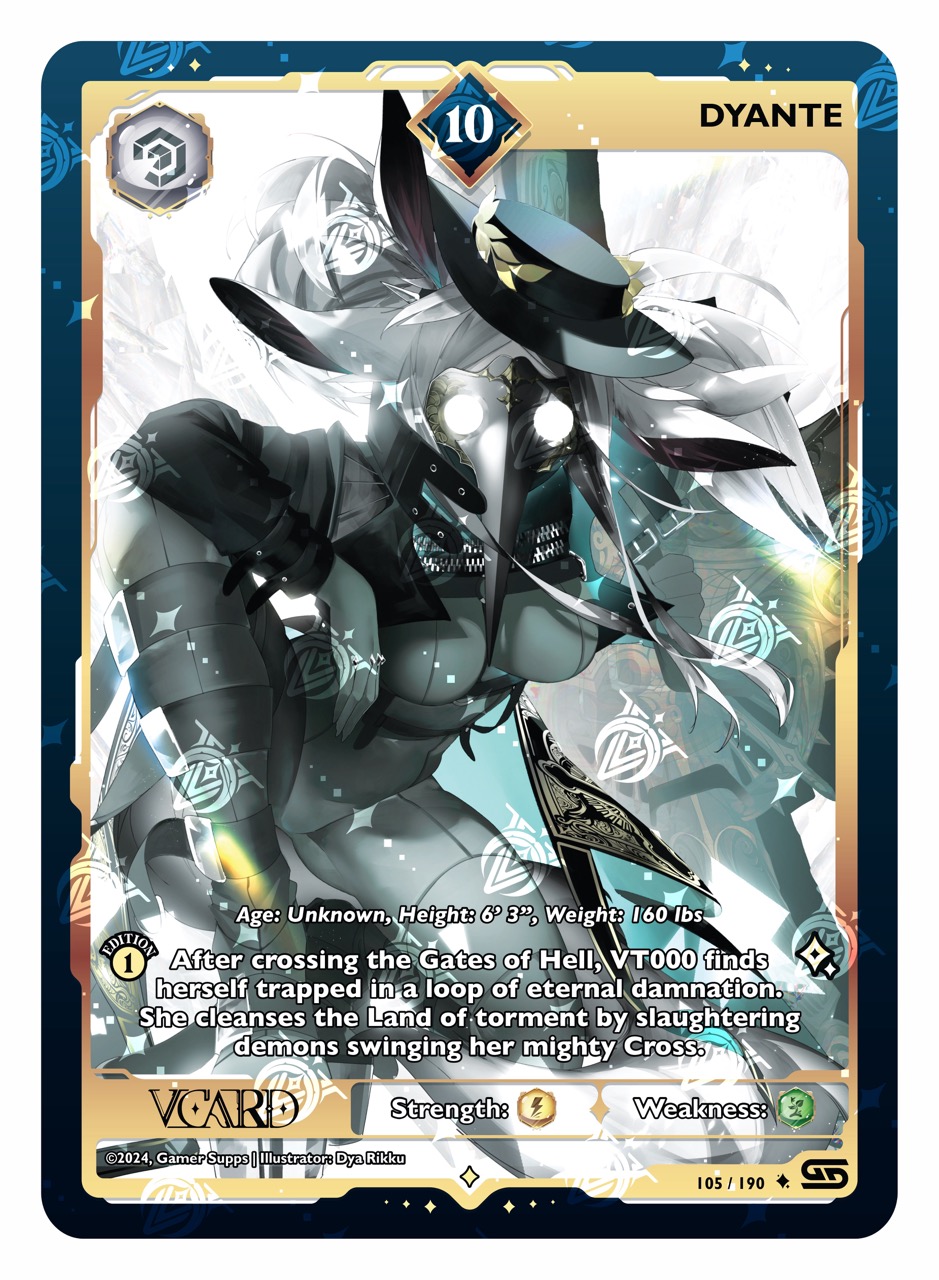 10
DYANTE
Age: Unknown, Height: 6’ 3”, Weight: 160 lbs
EDITION
1
After crossing the Gates of Hell, VT000 finds
herself trapped in a loop of eternal damnation.
She cleanses the Land of torment by slaughtering
demons swinging her mighty Cross.
VCARD
Strength:
Weakness:
©2024, Gamer Supps | Illustrator: Dya Rikku
105 / 190
GS